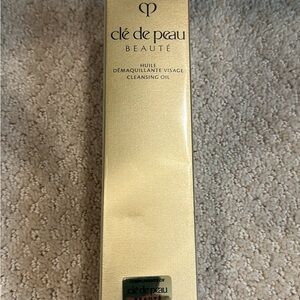 clé de peau
BEAUTÉ
HUILE
DÉMAQUILLANTE VISAGE
CLEANSING OIL
clé de peau